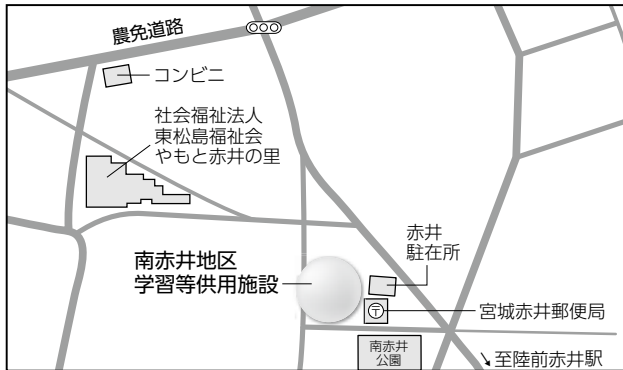 農免道路
コンビニ
社会福祉法人
東松島福祉会
やもと赤井の里
赤井
駐在所
南赤井地区
学習等供用施設
〒
宮城赤井郵便局
南赤井
公園
↘至陸前赤井駅